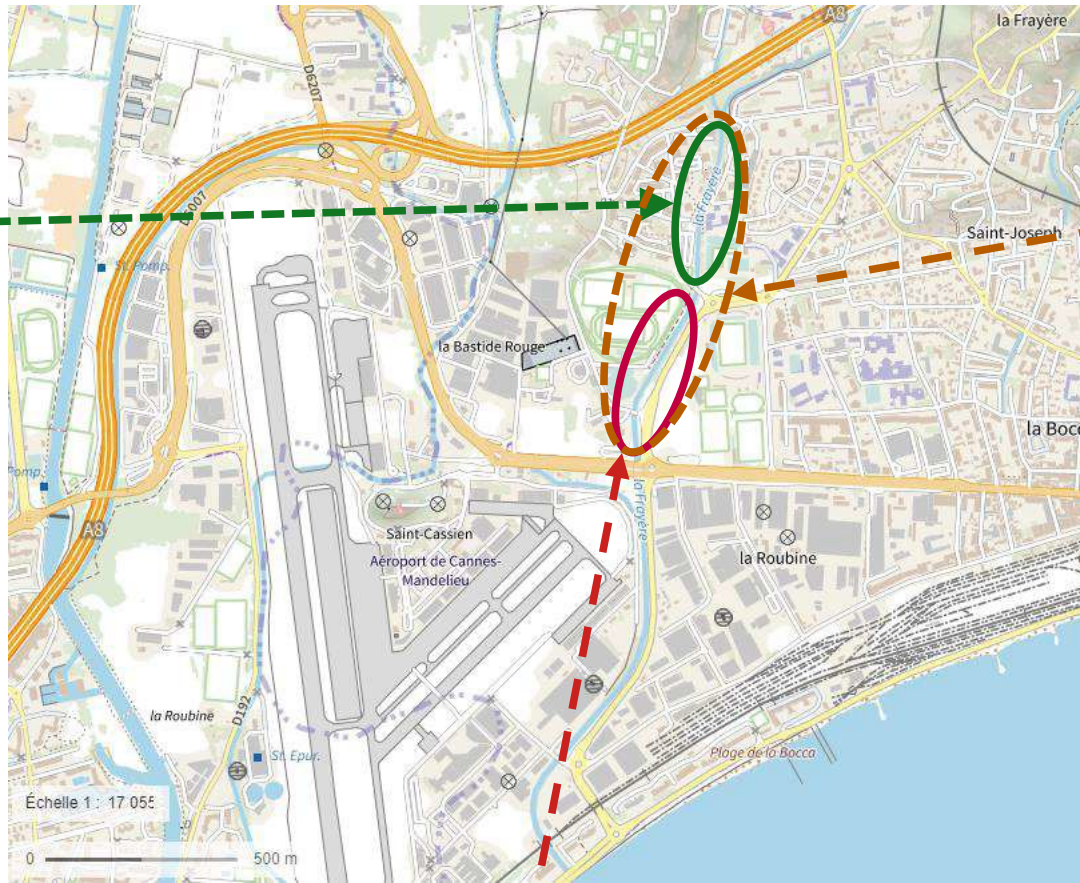 A8
la Frayère
D6207
D6007
la Frayère
Saint-Joseph
St. Pomp.
la Bastide Rouge
la Bocc
Pomp.
A8
la Frayère
Saint-Cassien
Aéroport de Cannes-
Mandelieu
la Roubine
la Roubine
D192
St. Epur.
Plage de la Bocca
Échelle 1 : 17 055
0
500 m